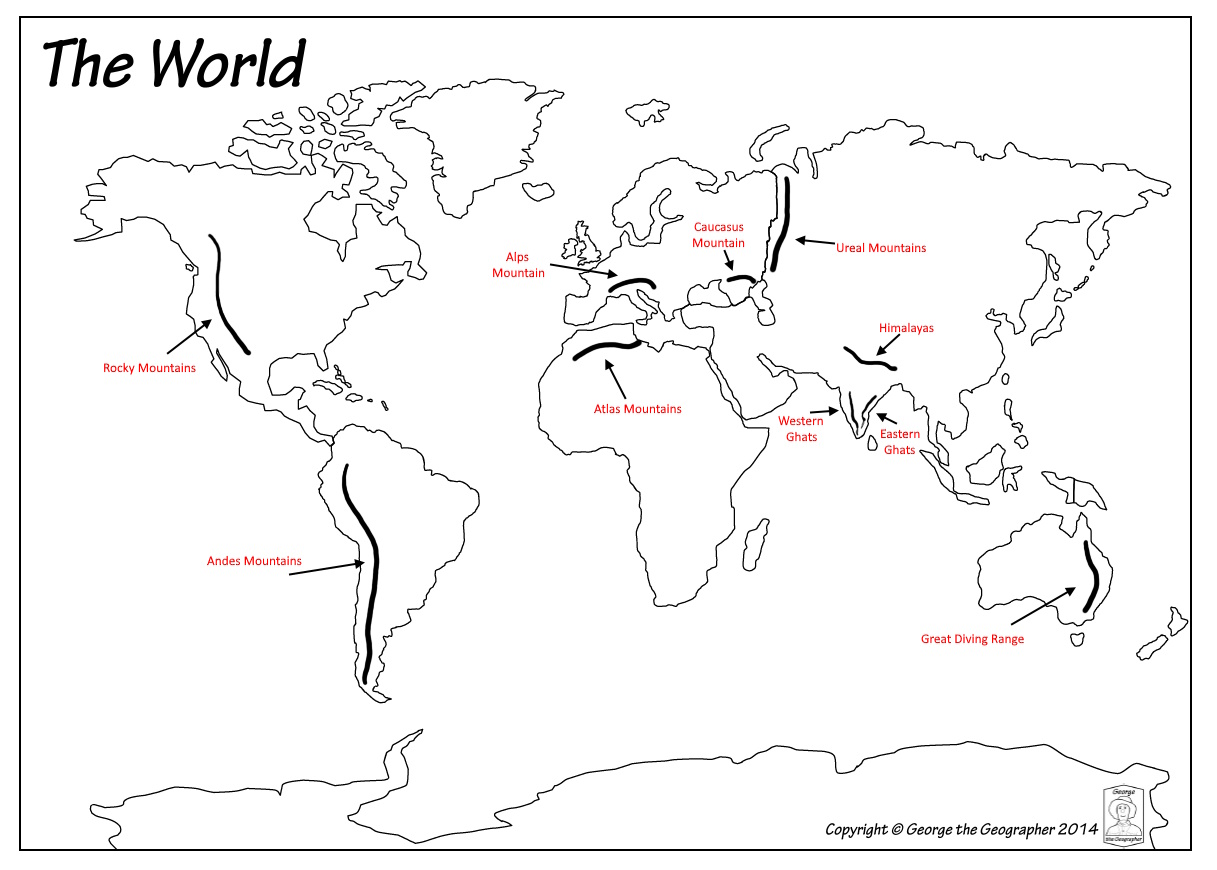 The World
Caucasus
Mountain
Ureal Mountains
Alps
Mountain
Himalayas
Rocky Mountains
Atlas Mountains
Western
Ghats
Eastern
Ghats
Andes Mountains
Great Diving Range
George
the Geographer
Copyright © George the Geographer 2014